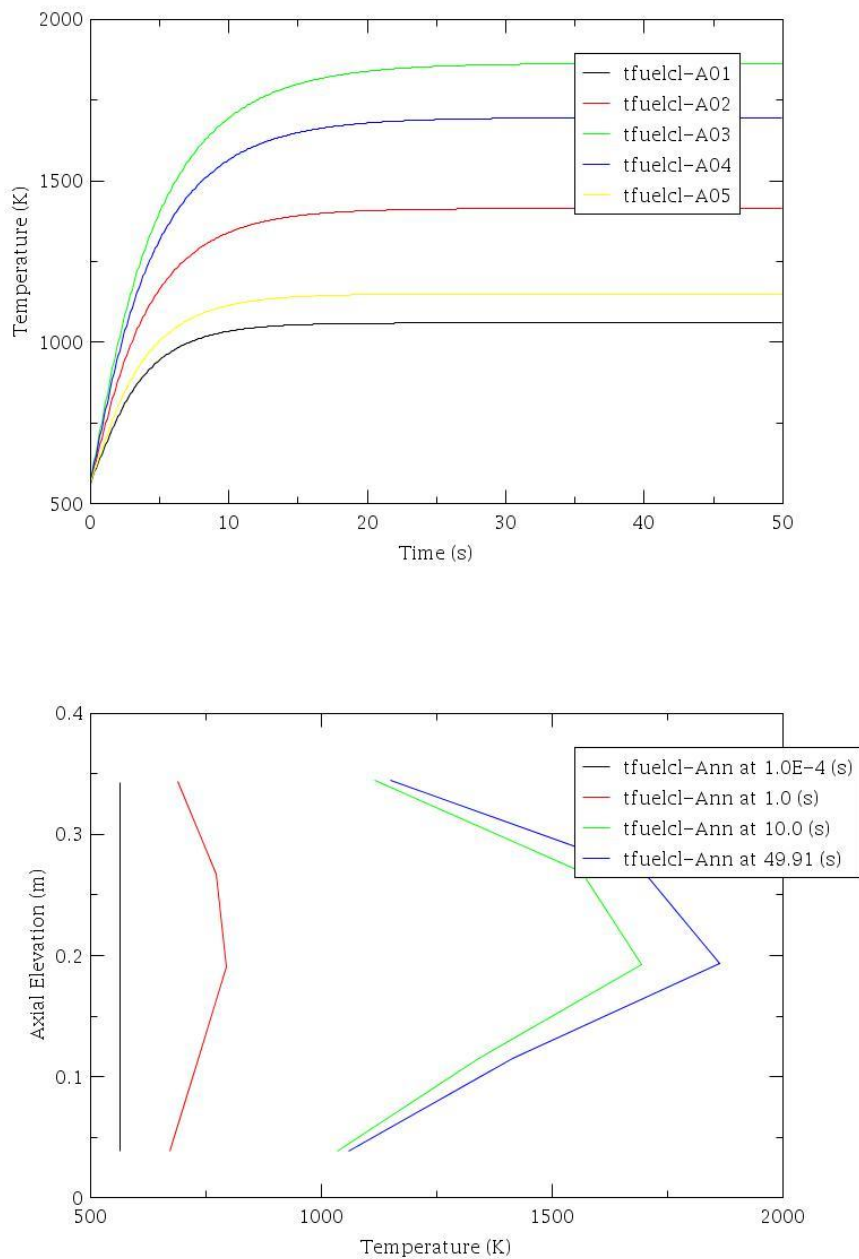 2000
1500
1000
500
Temperature (K)
tfuelcl-A01
tfuelcl-A02
tfuelcl-A03
tfuelcl-A04
tfuelcl-A05
0 10 20 30 40 50
Time (s)
0.4
0.3
0.2
0.1
0
Axial Elevation (m)
tfuelcl-Ann at 1.0E-4 (s)
tfuelcl-Ann at 1.0 (s)
tfuelcl-Ann at 10.0 (s)
tfuelcl-Ann at 49.91 (s)
500 1000 1500 2000
Temperature (K)